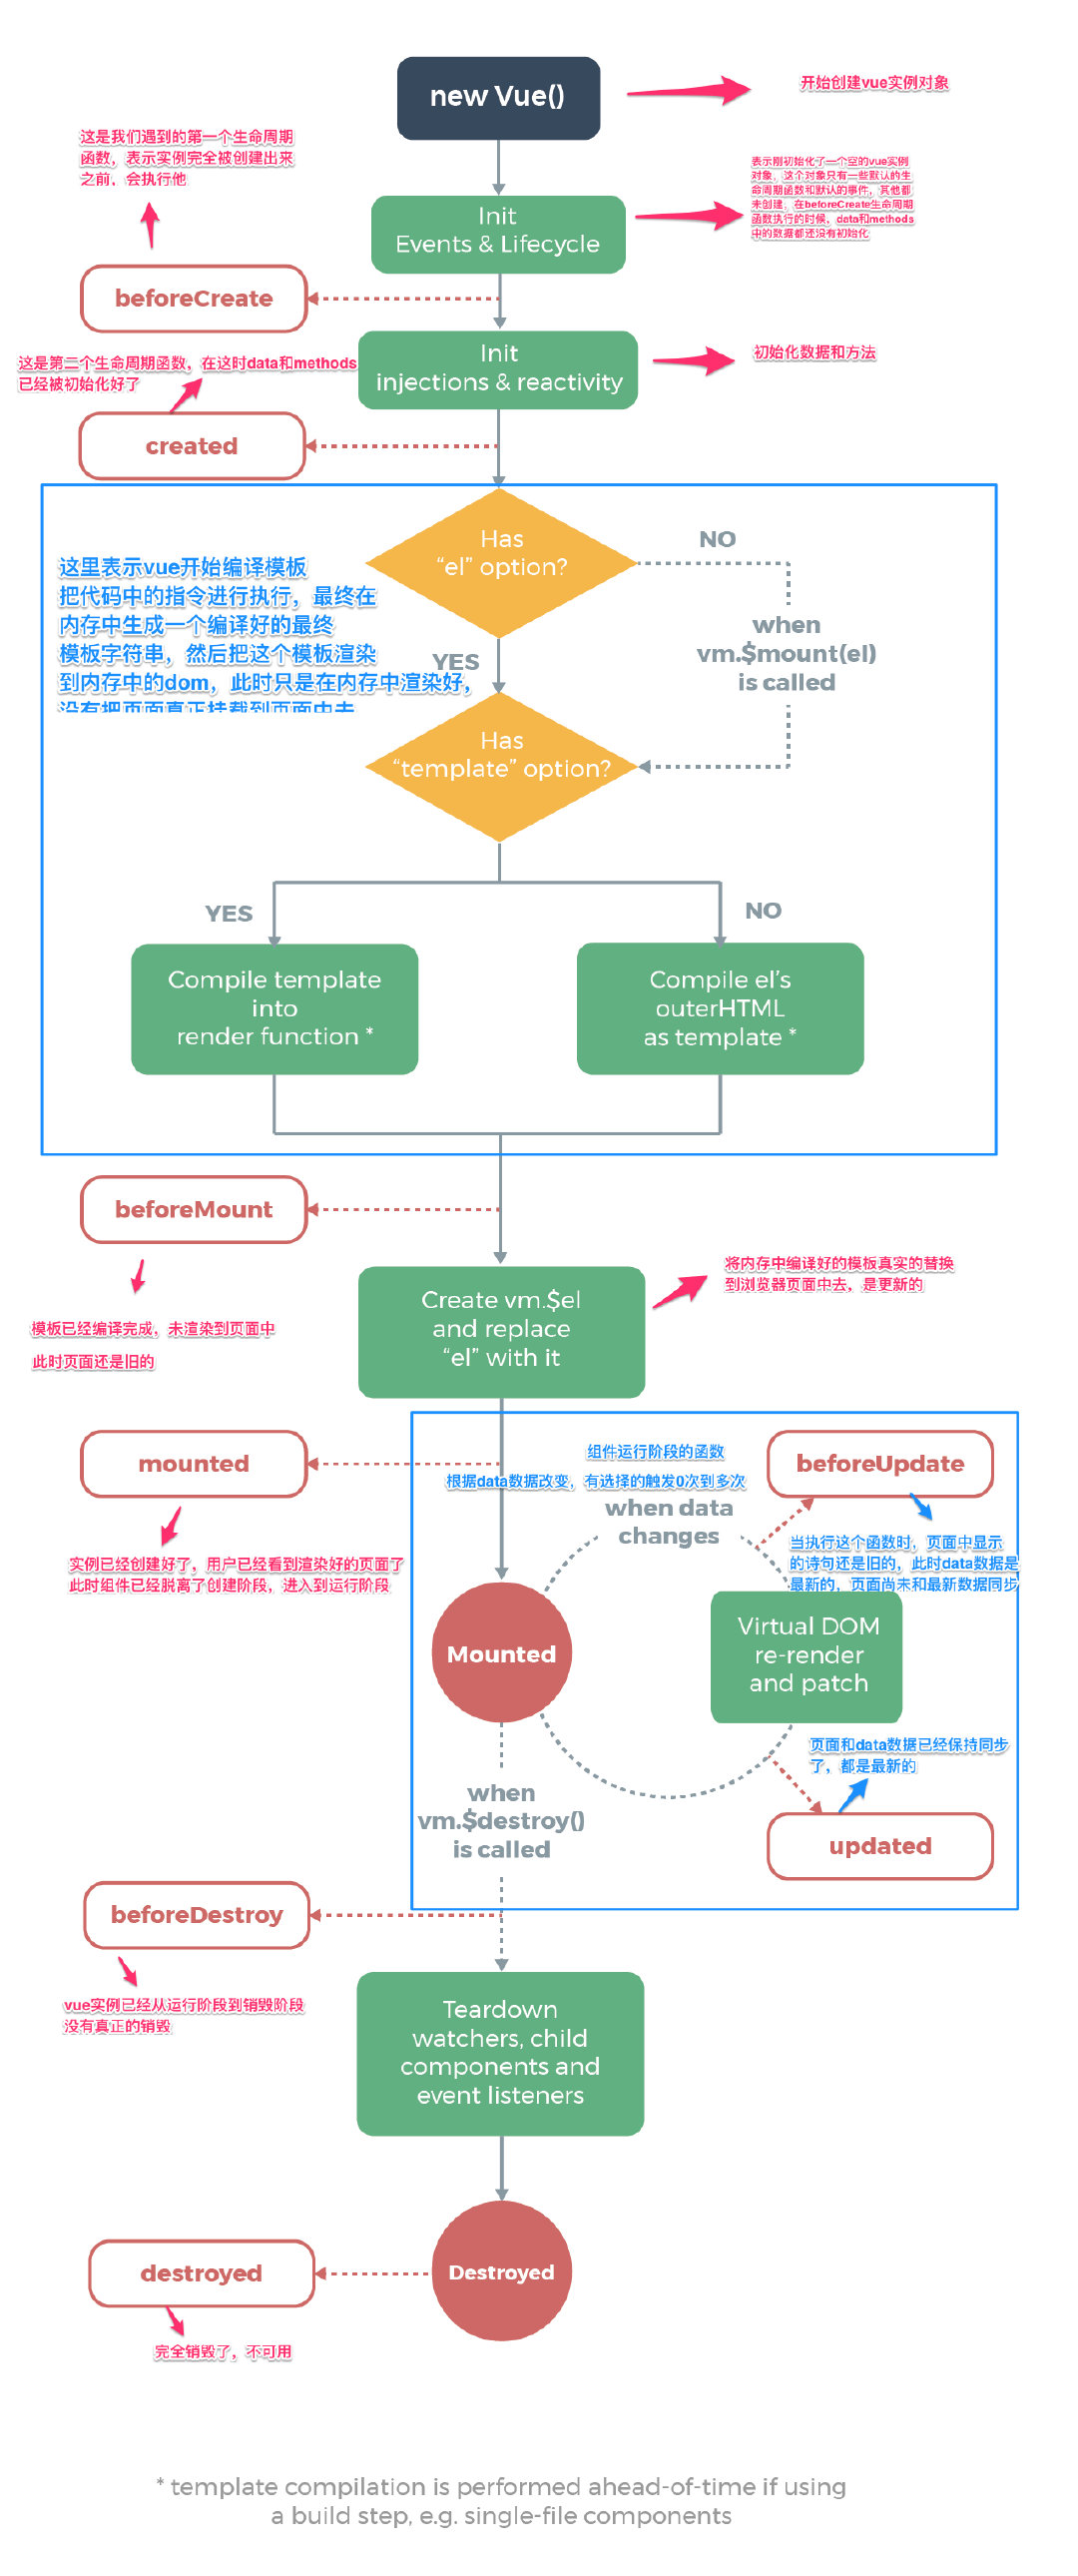 new Vue()
开始创建vue实例对象
这是我们遇到的第一个生命周期
函数，表示实例完全被创建出来
之前，会执行他
表示刚初始化了一个空的vue实例
对象，这个对象只有一些默认的生
命周期函数和默认的事件，其他都
未创建，在beforeCreate生命周期
函数执行的时候，data和methods
中的数据都还没有初始化
Init
Events & Lifecycle
beforeCreate
Init
injections & reactivity
初始化数据和方法
这是第二个生命周期函数，在这时data和methods
已经被初始化好了
created
Has
“el” option?
NO
这里表示vue开始编译模板
把代码中的指令进行执行，最终在
内存中生成一个编译好的最终
模板字符串，然后把这个模板渲染
到内存中的dom，此时只是在内存中渲染好，
没有把页面真正挂载到页面中去
when
vm.$mount(el)
is called
YES
Has
“template” option?
YES
NO
Compile template
into
render function *
Compile el’s
outerHTML
as template *
beforeMount
模板已经编译完成，未渲染到页面中
此时页面还是旧的
Create vm.$el
and replace
“el” with it
将内存中编译好的模板真实的替换
到浏览器页面中去，是更新的
mounted
实例已经创建好了，用户已经看到渲染好的页面了
此时组件已经脱离了创建阶段，进入到运行阶段
组件运行阶段的函数
根据data数据改变，有选择的触发0次到多次
when data
changes
beforeUpdate
当执行这个函数时，页面中显示
的诗句还是旧的，此时data数据是
最新的，页面尚未和最新数据同步
Mounted
Virtual DOM
re-render
and patch
页面和data数据已经保持同步
了，都是最新的
updated
when
vm.$destroy()
is called
beforeDestroy
vue实例已经从运行阶段到销毁阶段
没有真正的销毁
Teardown
watchers, child
components and
event listeners
destroyed
Destroyed
完全销毁了，不可用
* template compilation is performed ahead-of-time if using
a build step, e.g. single-file components